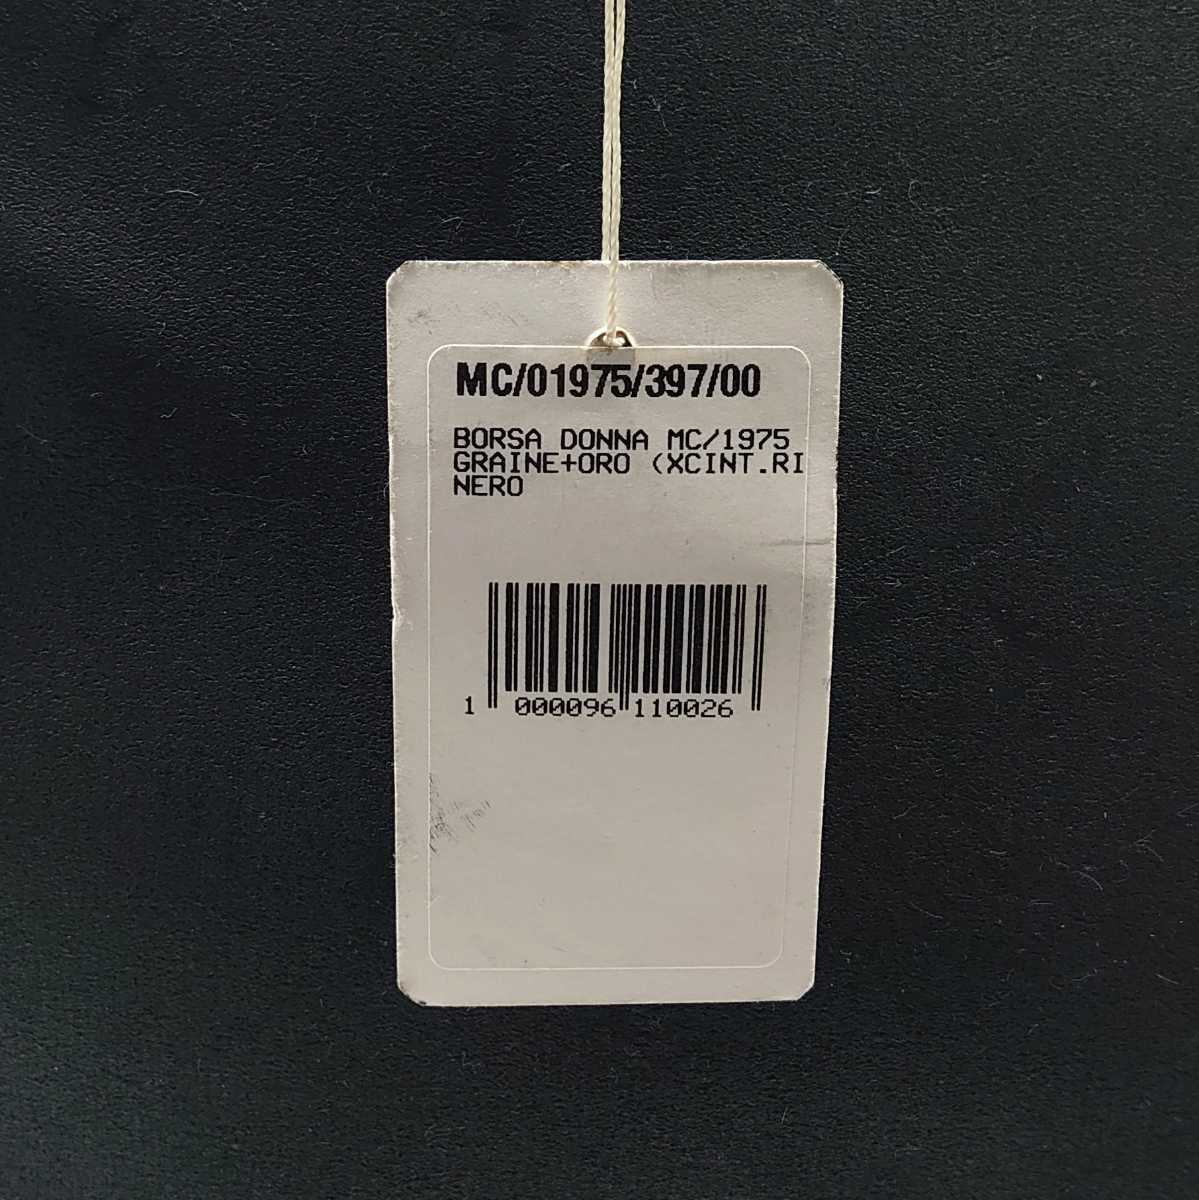 MC/01975/397/00
BORSA DONNA MC/1975
GRAINE+ORO (XCINT.RI
NERO
1 000096 110026